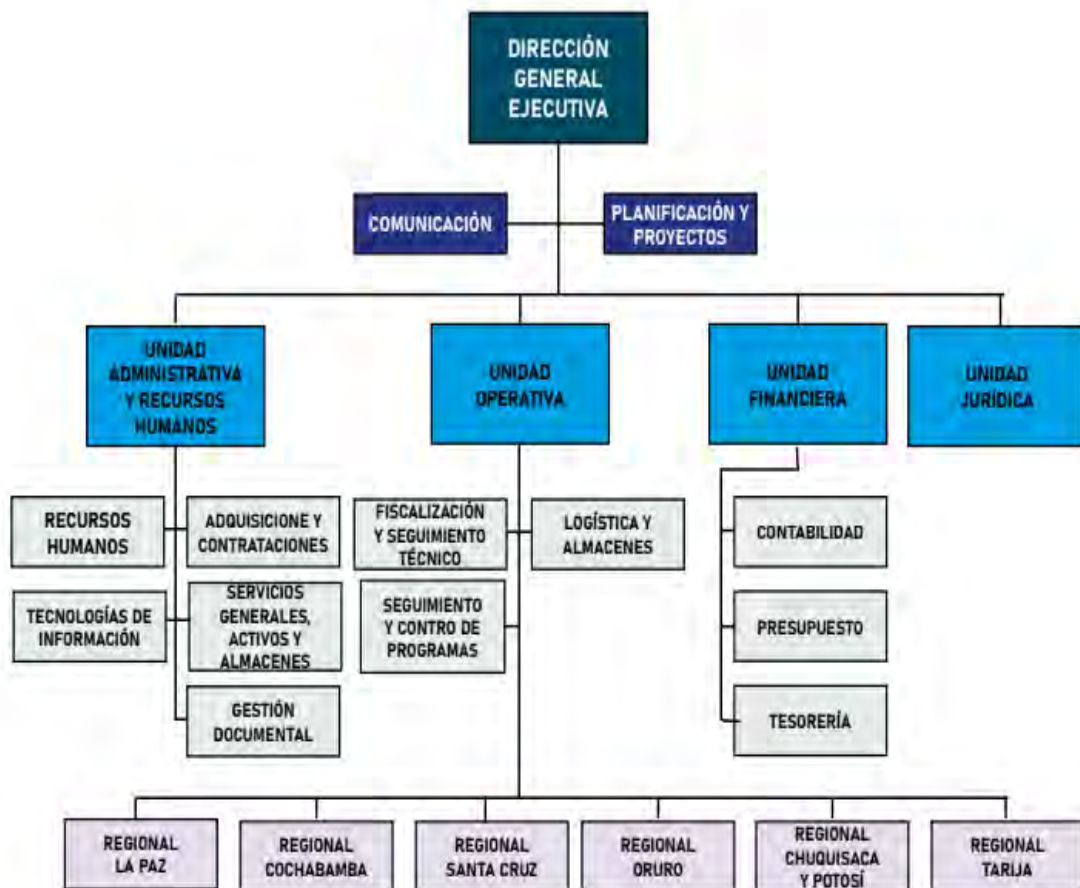 DIRECCIÓN
GENERAL
EJECUTIVA
COMUNICACIÓN
PLANIFICACIÓN Y
PROYECTOS
UNIDAD
ADMINISTRATIVA
Y RECURSOS
HUMANOS
UNIDAD
OPERATIVA
UNIDAD
FINANCIERA
UNIDAD
JURÍDICA
RECURSOS
HUMANOS
ADQUISICIONE Y
CONTRATACIONES
FISCALIZACIÓN
Y SEGUIMIENTO
TÉCNICO
LOGÍSTICA Y
ALMACENES
CONTABILIDAD
TECNOLOGÍAS DE
INFORMACIÓN
SERVICIOS
GENERALES,
ACTIVOS Y
ALMACENES
SEGUIMIENTO
Y CONTRO DE
PROGRAMAS
PRESUPUESTO
GESTIÓN
DOCUMENTAL
TESORERÍA
REGIONAL
LA PAZ
REGIONAL
COCHABAMBA
REGIONAL
SANTA CRUZ
REGIONAL
ORURO
REGIONAL
CHUQUISACA
Y POTOSÍ
REGIONAL
TARIJA